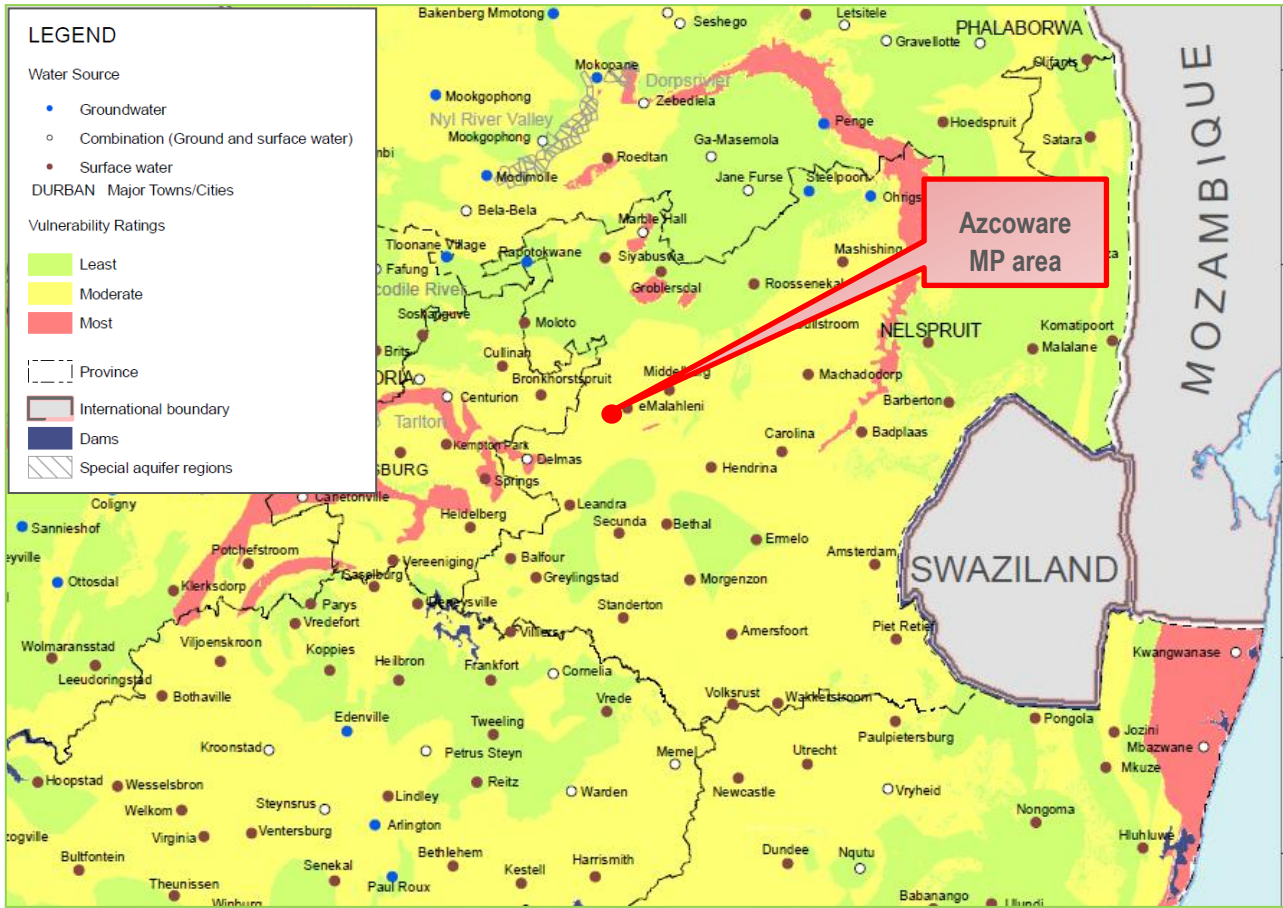 LEGEND
Water Source
Groundwater
Combination (Ground and surface water)
Surface water
DURBAN Major Towns/Cities
Vulnerability Ratings
Least
Moderate
Most
Province
International boundary
Dams
Special aquifer regions
Bakenberg Mmotong
Seshego
Letsitele
PHALABORWA
Gravellotte
Olifants
Mokopane
Dorpsrivier
Mookgophong
Zebediela
Nyl River Valley
Penge
Hoedspruit
Mookgophong
Ga-Masemola
Satara
Roedtan
Modimolle
Jane Furse
Steelpoort
Bela-Bela
Marble Hall
Azcoware
MP area
MOZAMBIQUE
Tloonane Village
Rapotokwane
Siyabuswa
Mashishing
Fafung
Groblersdal
Moloto
NELSPRUIT
Komatipoort
Brits
Cullinan
Malalane
Bronkhorstspruit
Machadodorp
Centurion
eMalahleni
Barberton
Tarlton
Carolina
Badplaas
Kempton Park
Delmas
Hendrina
Springs
Coligny
Leandra
Sannieshof
Heidelberg
Secunda
Bethal
Potchefstroom
Ermelo
Vereeniging
Balfour
Amsterdam
SWAZILAND
Ottosdal
Klerksdorp
Greylingstad
Morgenzon
Parys
Standerton
Vredefort
Viljoenskroon
Villiers
Amersfoort
Piet Retief
Wolmaransstad
Koppies
Kwangwanase
Leeudoringstad
Heilbron
Frankfort
Cornelia
Bothaville
Vrede
Volksrust
Wakkerstroom
Edenville
Tweeling
Pongola
Jozini
Kroonstad
Petrus Steyn
Memel
Utrecht
Paulpietersburg
Mbazwane
Hoopstad
Wesselsbron
Reitz
Mkuze
Lindley
Warden
Newcastle
Vryheid
Welkom
Steynsrus
Nongoma
Virginia
Ventersburg
Arlington
Hluhluwe
Bultfontein
Bethlehem
Harrismith
Dundee
Nqutu
Senekal
Kestell
Theunissen
Paul Roux
Babanango
Winburg
Ulundi